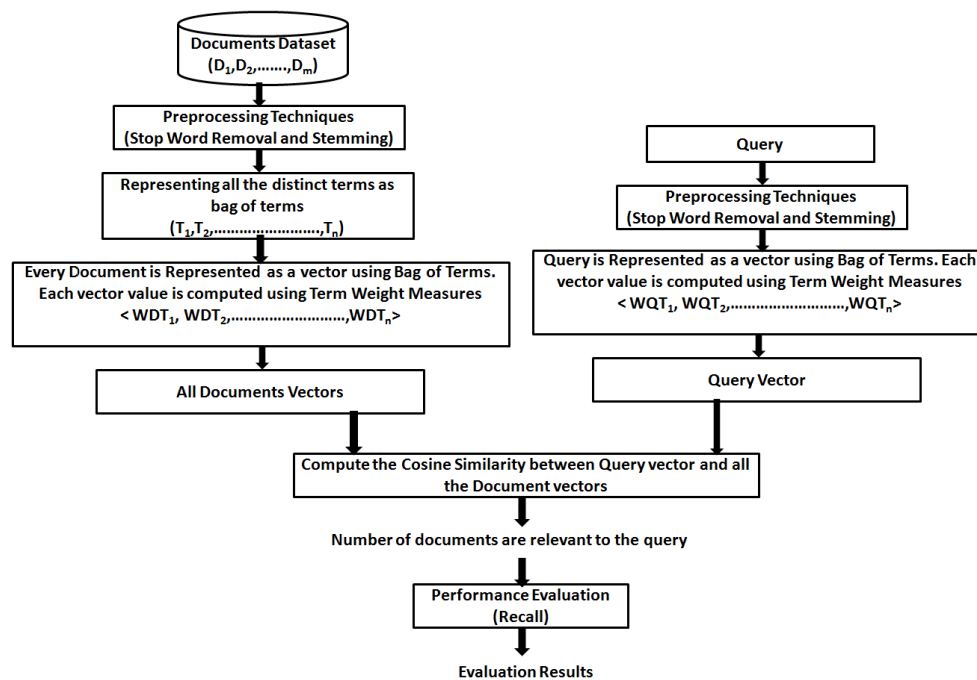 Documents Dataset
(D₁,D₂,.......,Dₘ)
Preprocessing Techniques
(Stop Word Removal and Stemming)
Representing all the distinct terms as
bag of terms
(T₁,T₂,.........................,Tₙ)
Every Document is Represented as a vector using Bag of Terms.
Each vector value is computed using Term Weight Measures
< WDT₁, WDT₂,...........................,WDTₙ>
All Documents Vectors
Query
Preprocessing Techniques
(Stop Word Removal and Stemming)
Query is Represented as a vector using Bag of Terms. Each
vector value is computed using Term Weight Measures
< WQT₁, WQT₂,...........................,WQTₙ>
Query Vector
Compute the Cosine Similarity between Query vector and all
the Document vectors
Number of documents are relevant to the query
Performance Evaluation
(Recall)
Evaluation Results